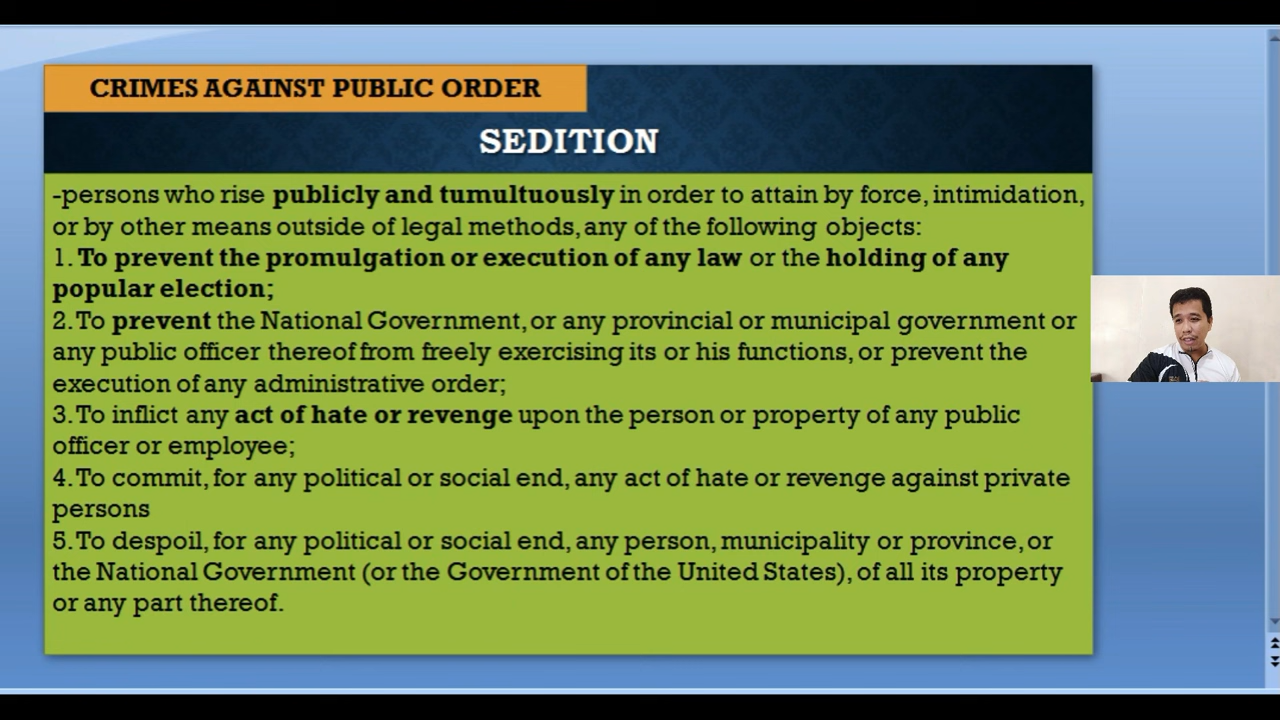 CRIMES AGAINST PUBLIC ORDER
SEDITION
-persons who rise publicly and tumultuously in order to attain by force, intimidation,
or by other means outside of legal methods, any of the following objects:
1. To prevent the promulgation or execution of any law or the holding of any
popular election;
2. To prevent the National Government, or any provincial or municipal government or
any public officer thereof from freely exercising its or his functions, or prevent the
execution of any administrative order;
3. To inflict any act of hate or revenge upon the person or property of any public
officer or employee;
4. To commit, for any political or social end, any act of hate or revenge against private
persons
5. To despoil, for any political or social end, any person, municipality or province, or
the National Government (or the Government of the United States), of all its property
or any part thereof.